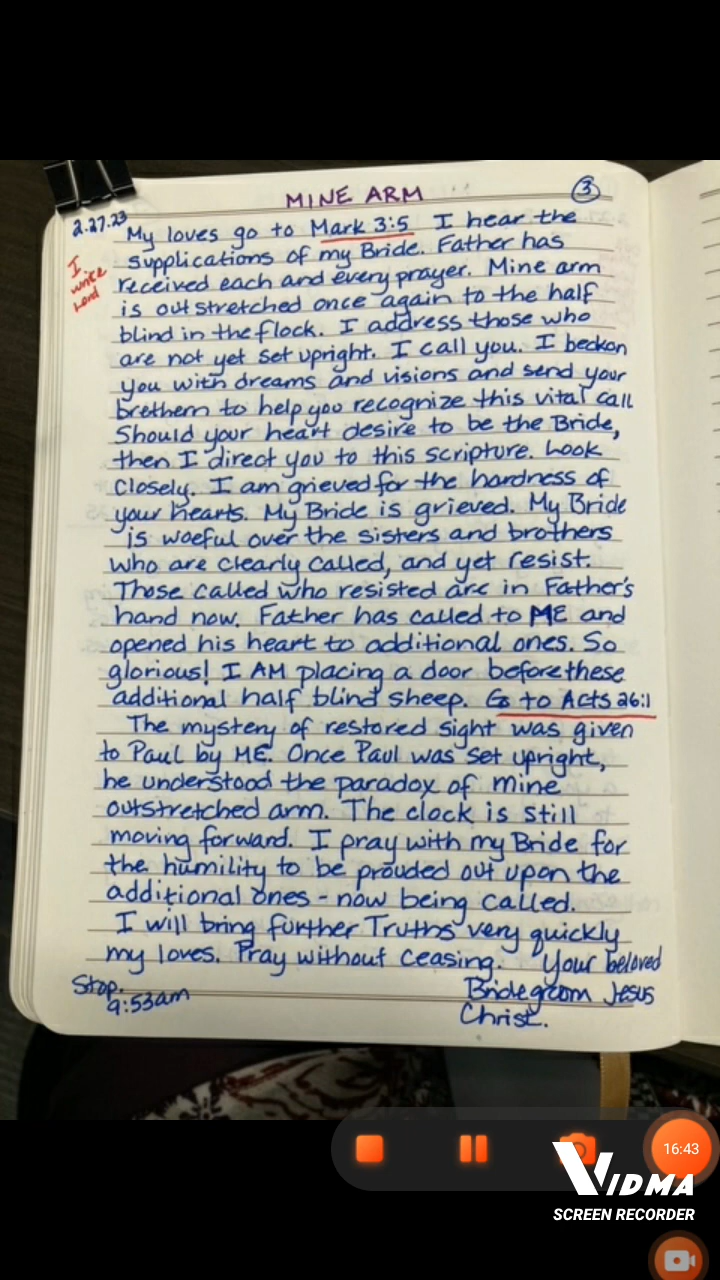 MINE ARM
3
2.27.23
My loves go to Mark 3:5 I hear the
I
write
Lord
supplications of my Bride. Father has
received each and every prayer. Mine arm
is outstretched once again to the half
blind in the flock. I address those who
are not yet set upright. I call you. I beckon
you with dreams and visions and send your
brethern to help you recognize this vital call
Should your heart desire to be the Bride,
then I direct you to this scripture. Look
closely. I am grieved for the hardness of
your hearts. My Bride is grieved. My Bride
is woeful over the sisters and brothers
who are clearly called, and yet resist.
Those called who resisted are in Father's
hand now. Father has called to ME and
opened his heart to additional ones. So
glorious! I AM placing a door before these
additional half blind sheep. Go to Acts 26:1
The mystery of restored sight was given
to Paul by ME. Once Paul was set upright,
he understood the paradox of mine
outstretched arm. The clock is still
moving forward. I pray with my Bride for
the humility to be prouded out upon the
additional ones - now being called.
I will bring further Truths very quickly
my loves. Pray without ceasing. Your beloved
Bridegroom Jesus
Christ.
Stop.
9:53am
16:43
VIDMA
SCREEN RECORDER